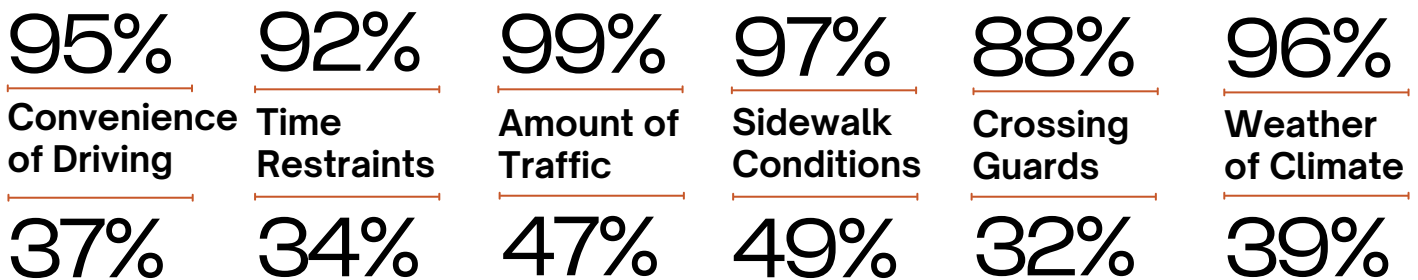 95% 92% 99% 97% 88% 96%
Convenience Time Amount of Sidewalk Crossing Weather
of Driving Restraints Traffic Conditions Guards of Climate
37% 34% 47% 49% 32% 39%